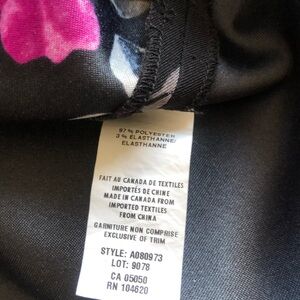 97% POLYESTER
3% ELASTHANNE/
ELASTHANNE
FAIT AU CANADA DE TEXTILES
IMPORTÉS DE CHINE
MADE IN CANADA FROM
IMPORTED TEXTILES
FROM CHINA
GARNITURE NON COMPRISE
EXCLUSIVE OF TRIM
STYLE: A080973
LOT: 9078
CA 05050
RN 104620